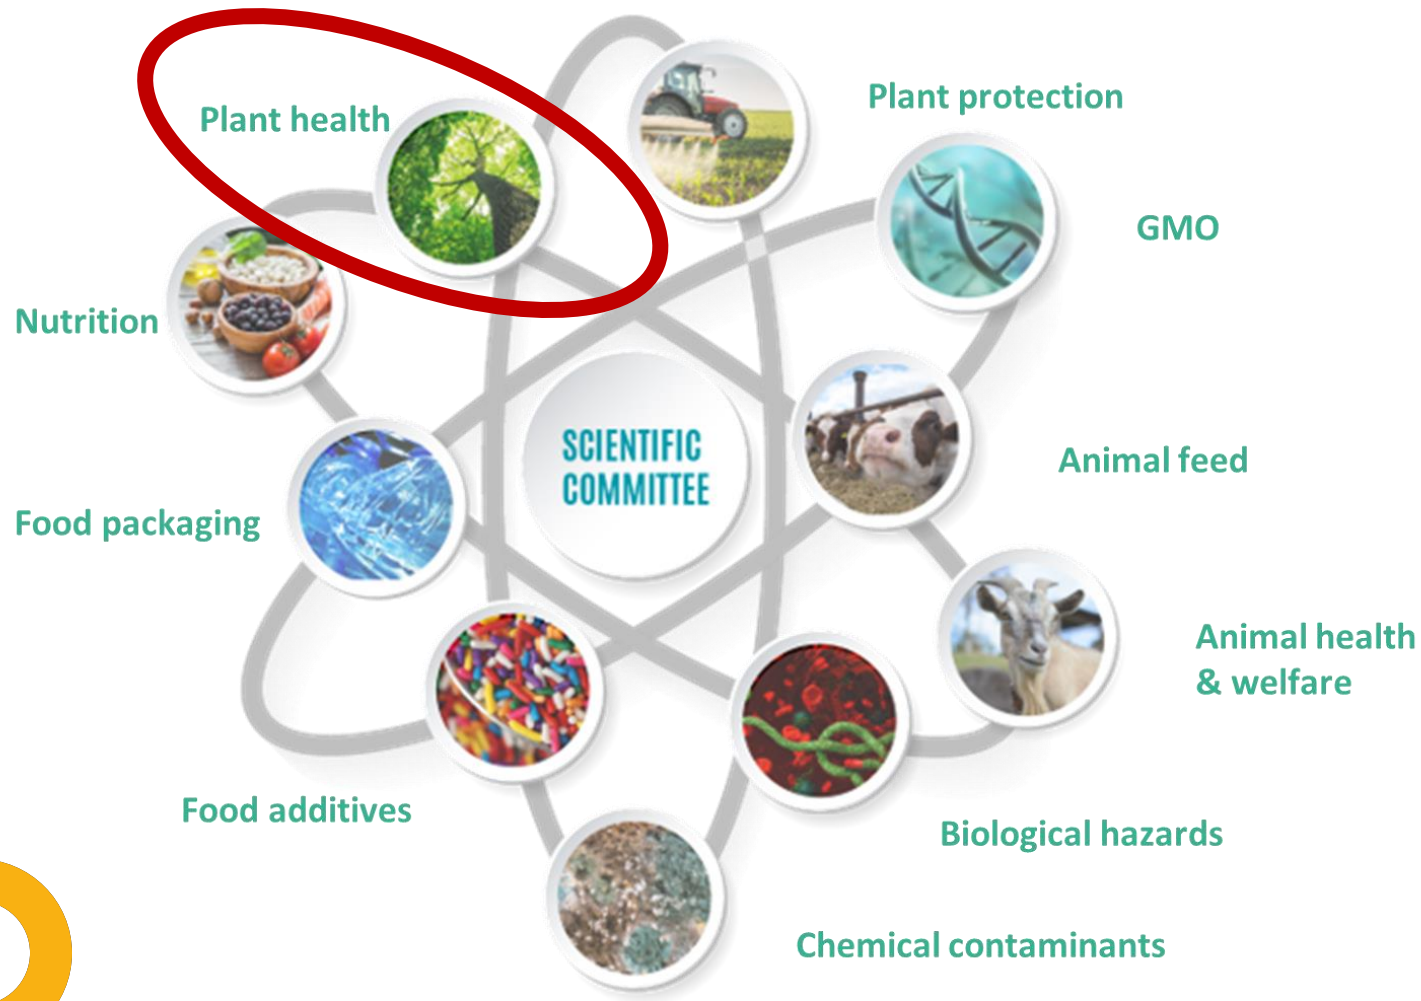 Plant health
Plant protection
GMO
Nutrition
SCIENTIFIC
COMMITTEE
Animal feed
Food packaging
Animal health
& welfare
Food additives
Biological hazards
Chemical contaminants